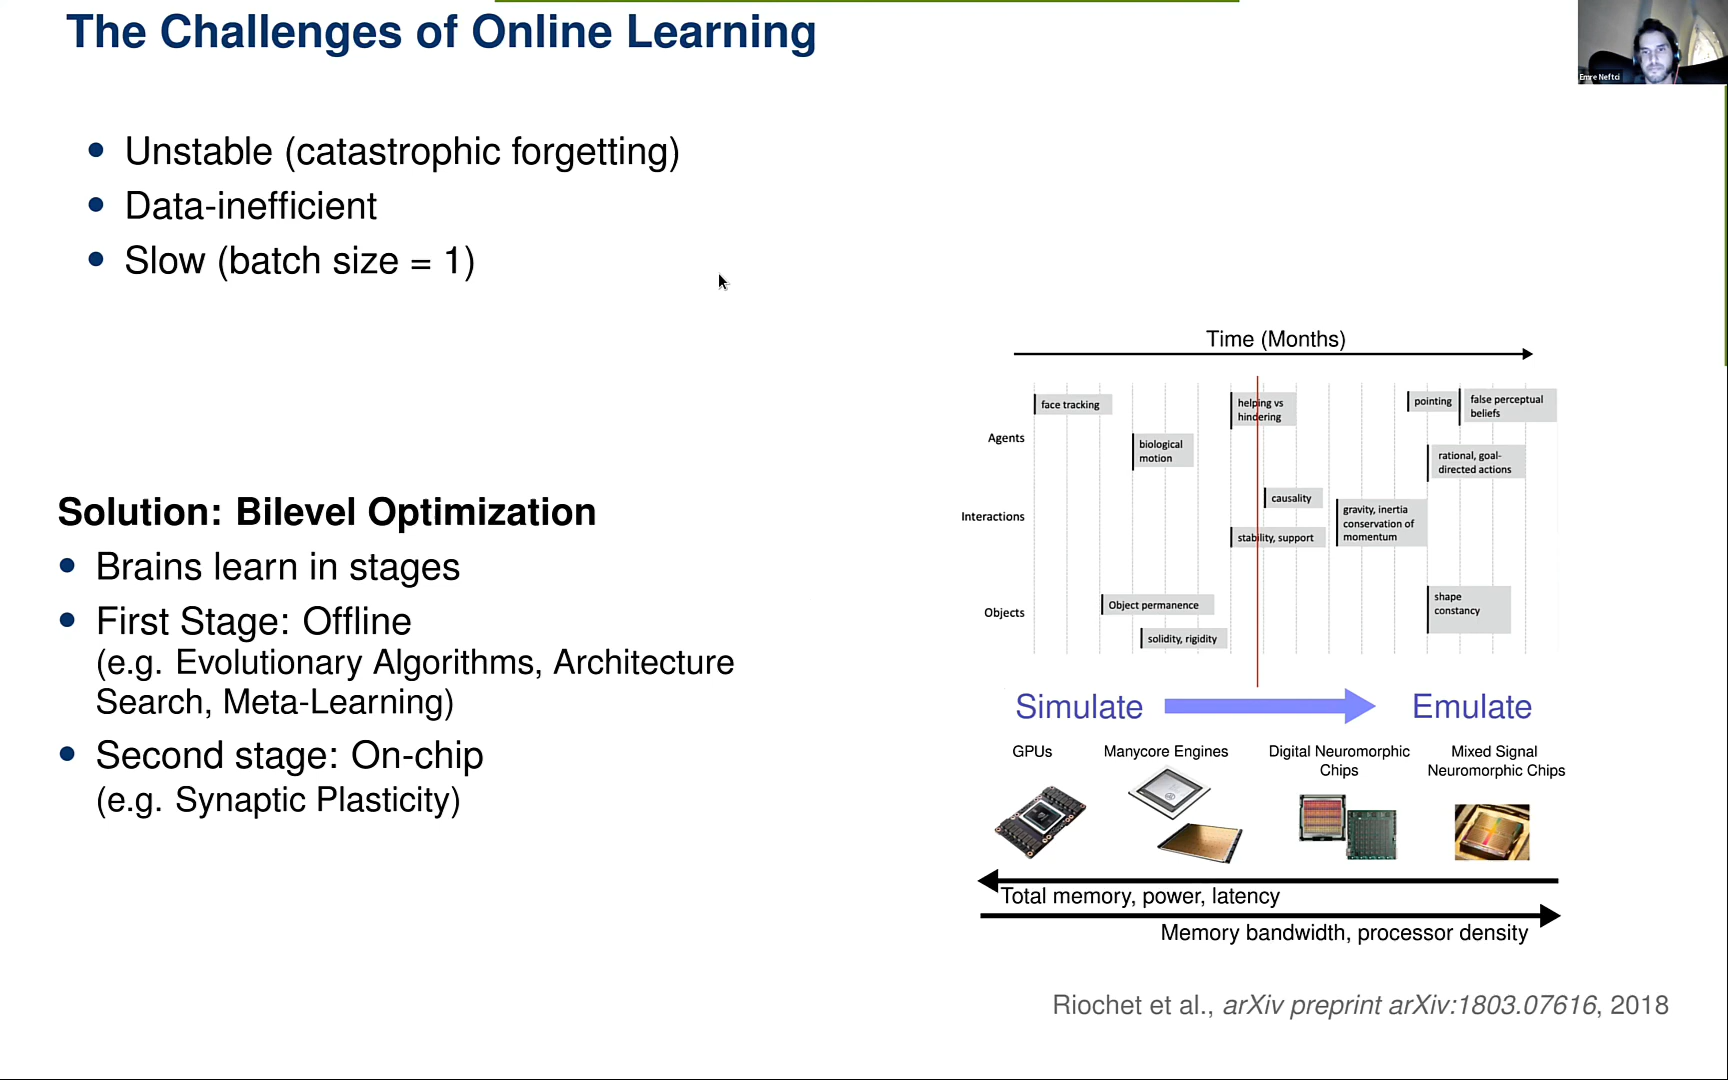 The Challenges of Online Learning
Emre Neftci
• Unstable (catastrophic forgetting)
• Data-inefficient
• Slow (batch size = 1)
Solution: Bilevel Optimization
• Brains learn in stages
• First Stage: Offline
(e.g. Evolutionary Algorithms, Architecture
Search, Meta-Learning)
• Second stage: On-chip
(e.g. Synaptic Plasticity)
Time (Months)
Agents
face tracking
biological
motion
helping vs
hindering
pointing
false perceptual
beliefs
rational, goal-
directed actions
Interactions
causality
stability, support
gravity, inertia
conservation of
momentum
Objects
Object permanence
solidity, rigidity
shape
constancy
Simulate
Emulate
GPUs
Manycore Engines
Digital Neuromorphic
Chips
Mixed Signal
Neuromorphic Chips
Total memory, power, latency
Memory bandwidth, processor density
Riochet et al., arXiv preprint arXiv:1803.07616, 2018